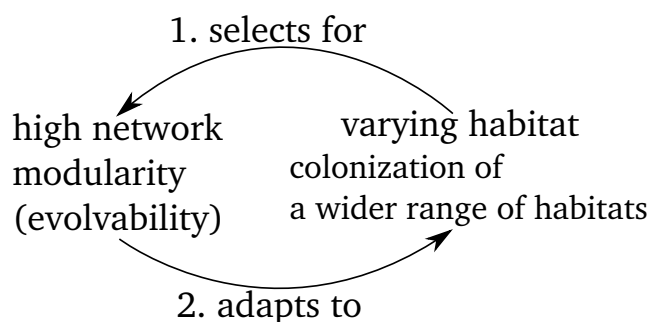 1. selects for
high network
modularity
(evolvability)
varying habitat
colonization of
a wider range of habitats
2. adapts to